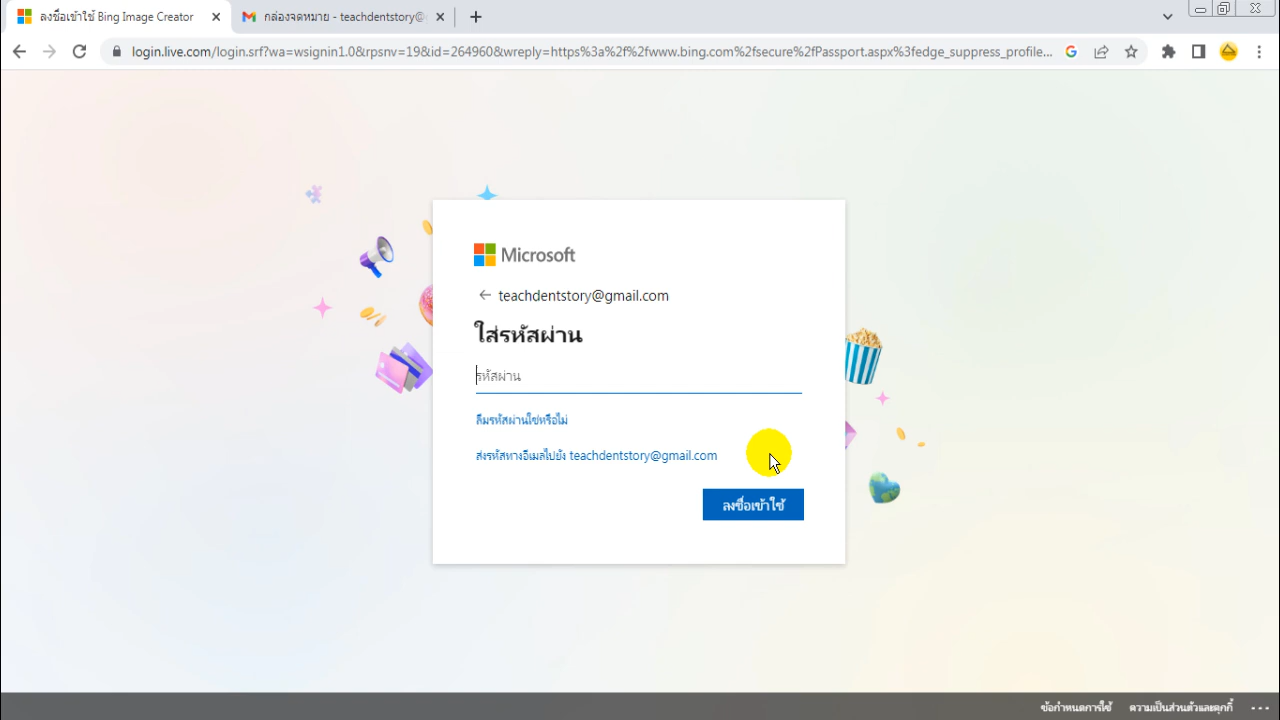 ลงชื่อเข้าใช้ Bing Image Creator
กล่องจดหมาย - teachdentstory@
login.live.com/login.srf?wa=wsignin1.0&rpsnv=19&id=264960&wreply=https%3a%2f%2fwww.bing.com%2fsecure%2fPassport.aspx%3fedge_suppress_profile...
Microsoft
teachdentstory@gmail.com
ใส่รหัสผ่าน
รหัสผ่าน
ลืมรหัสผ่านใช่หรือไม่
ส่งรหัสทางอีเมลไปยัง teachdentstory@gmail.com
ลงชื่อเข้าใช้
ข้อกำหนดการใช้ ความเป็นส่วนตัวและคุกกี้ ...